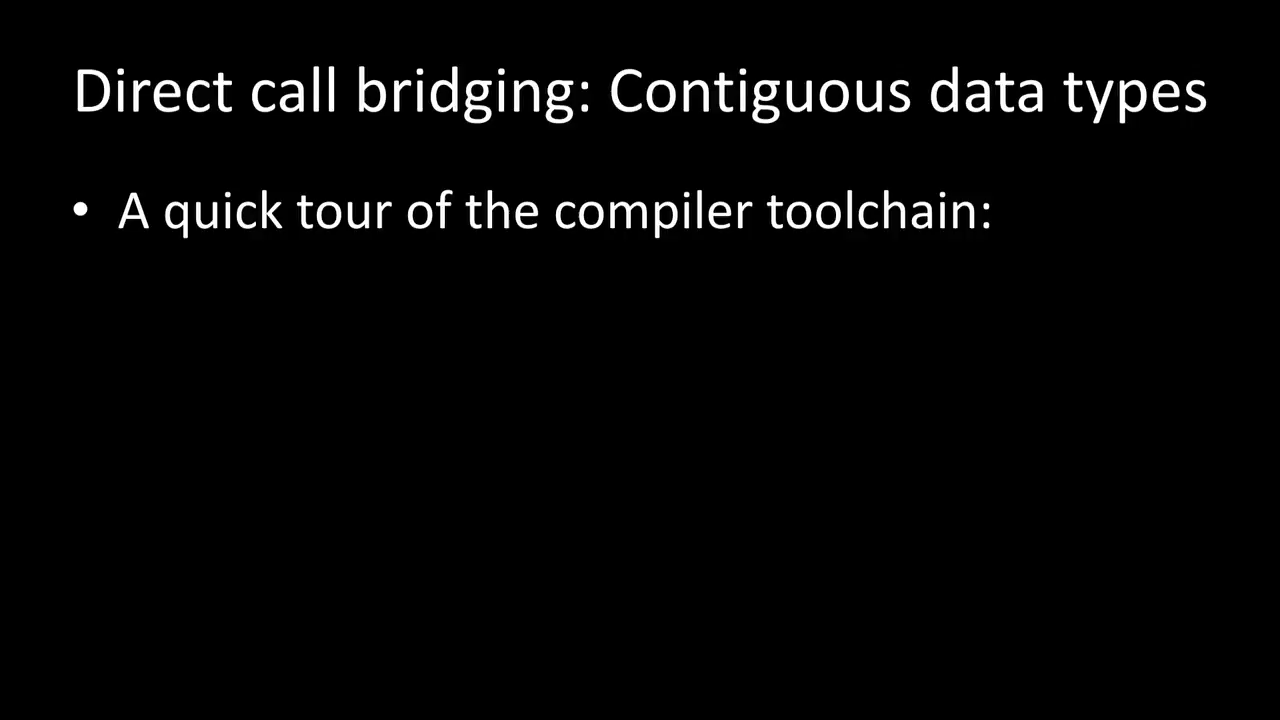 Direct call bridging: Contiguous data types
• A quick tour of the compiler toolchain: